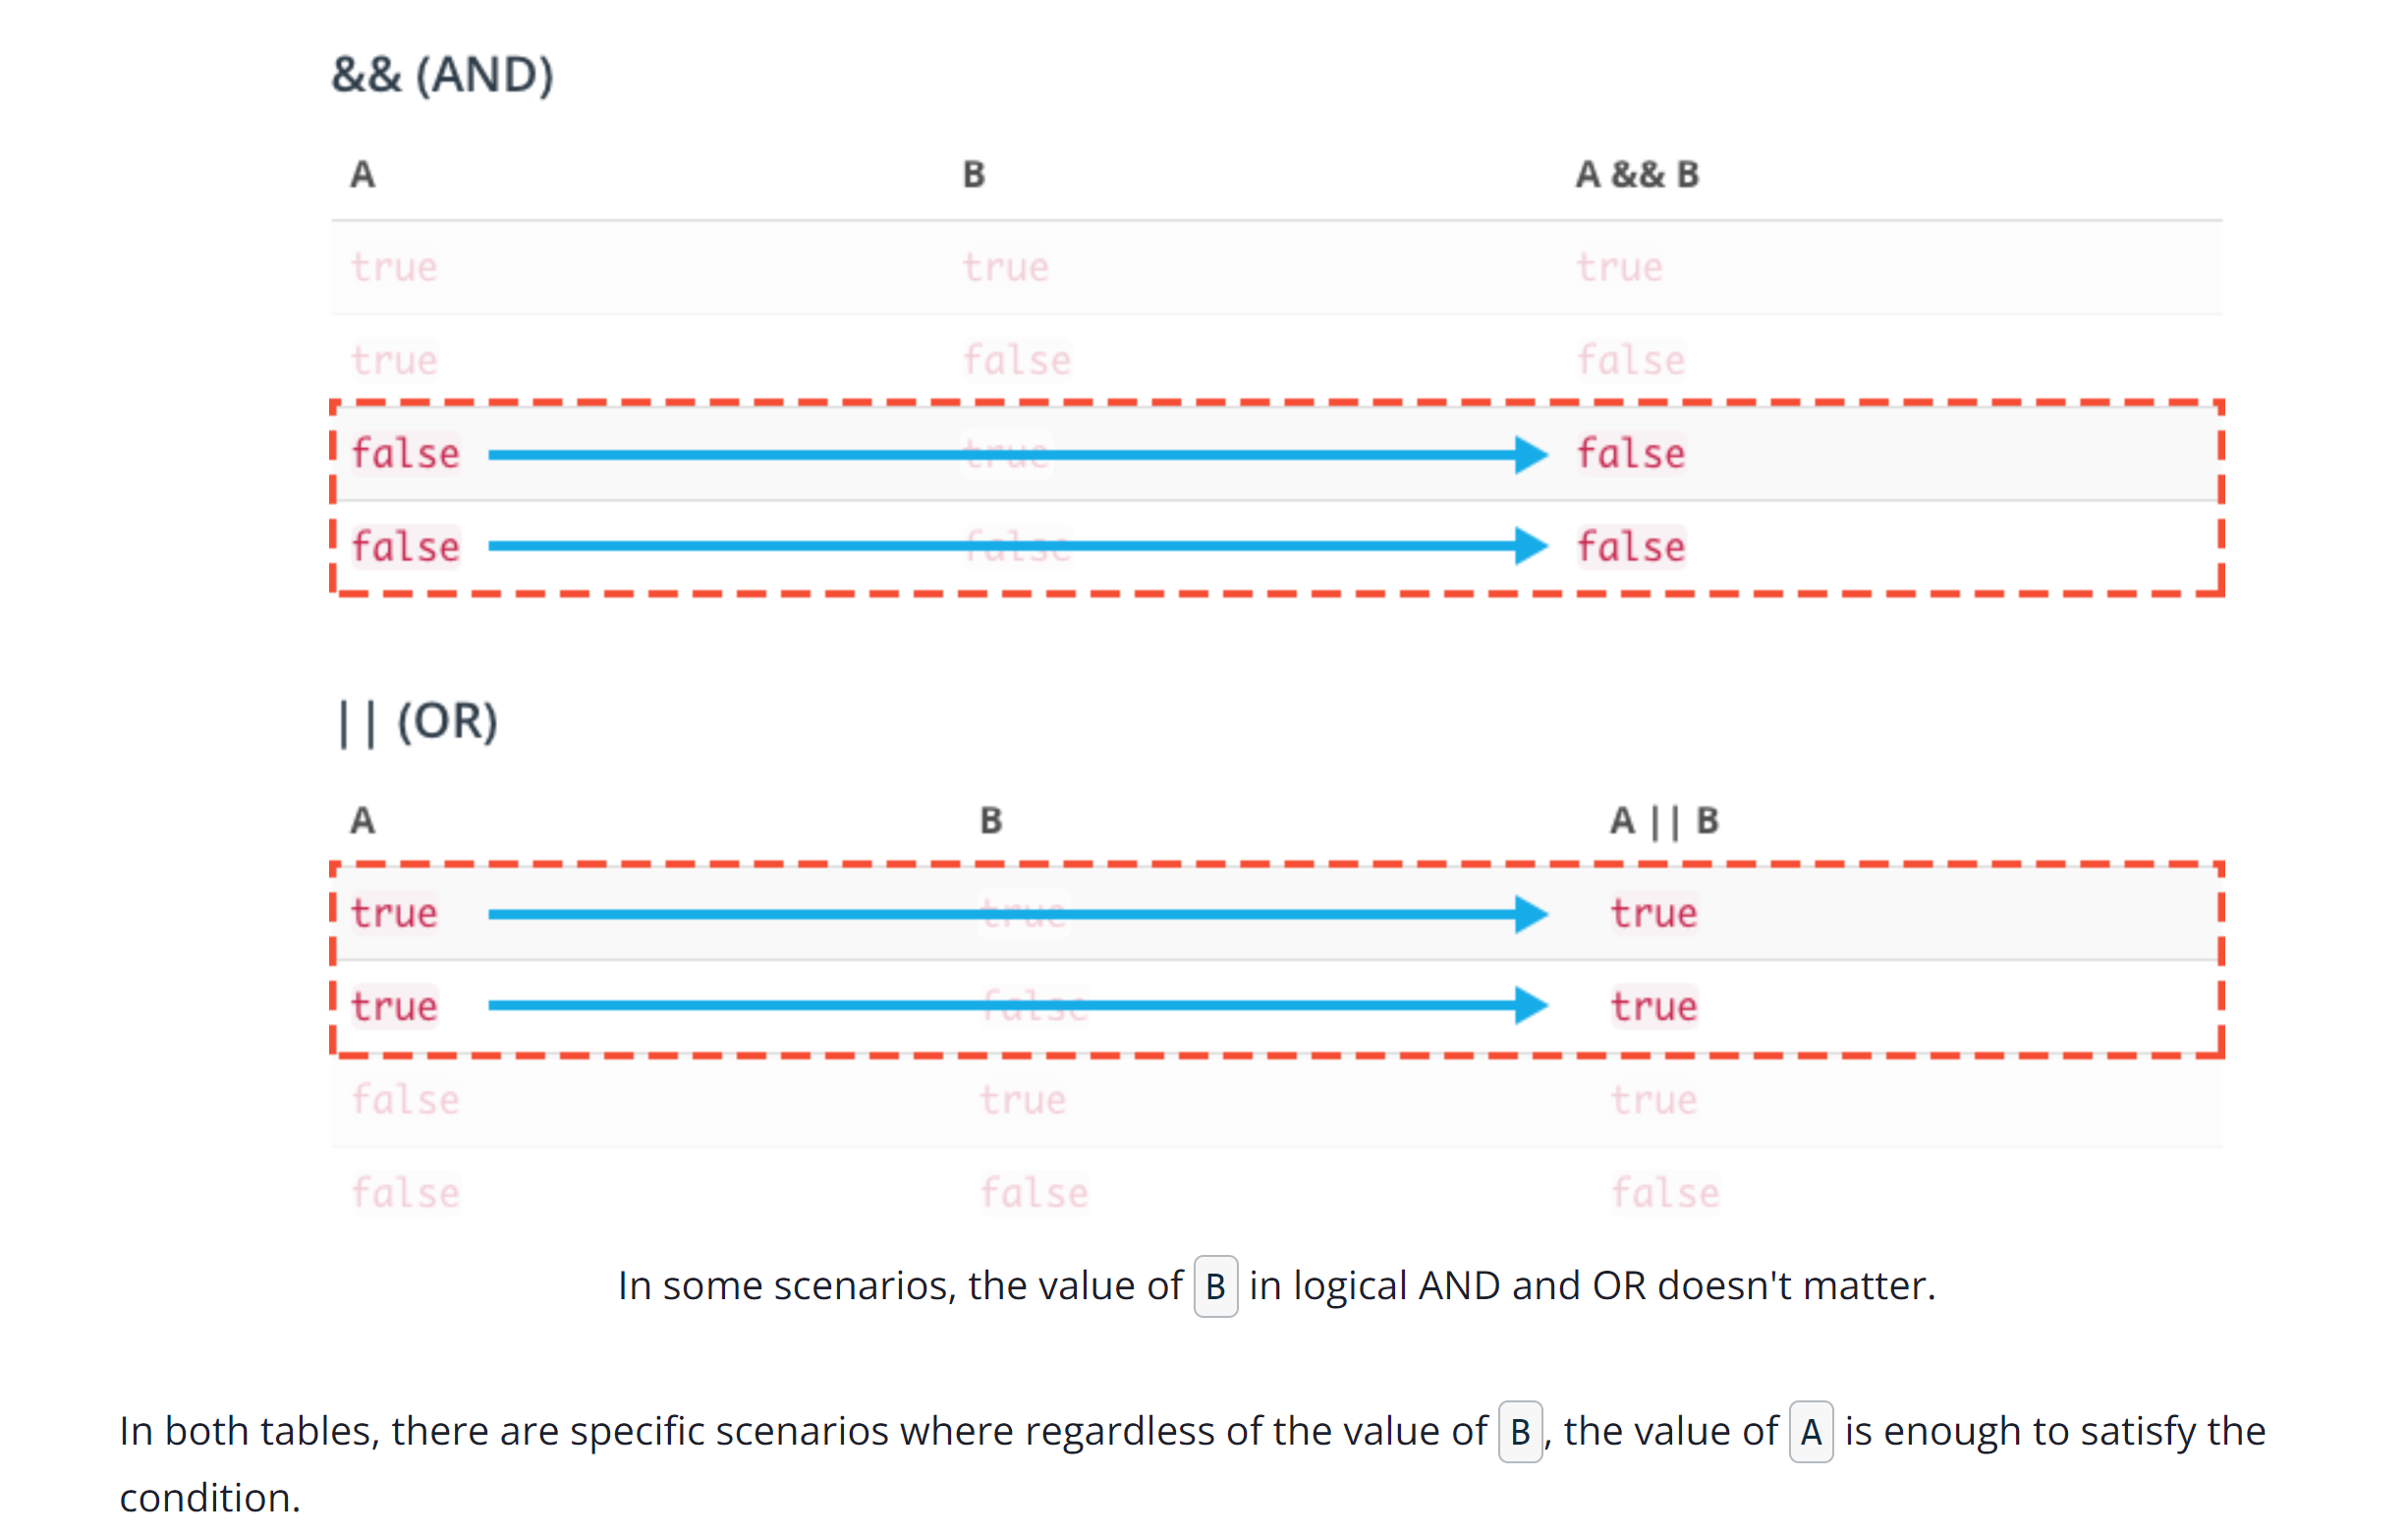 && (AND)
A B A && B
true true true
true false false
false true false
false false false
|| (OR)
A B A || B
true true true
true false true
false true true
false false false
In some scenarios, the value of B in logical AND and OR doesn't matter.
In both tables, there are specific scenarios where regardless of the value of B, the value of A is enough to satisfy the
condition.